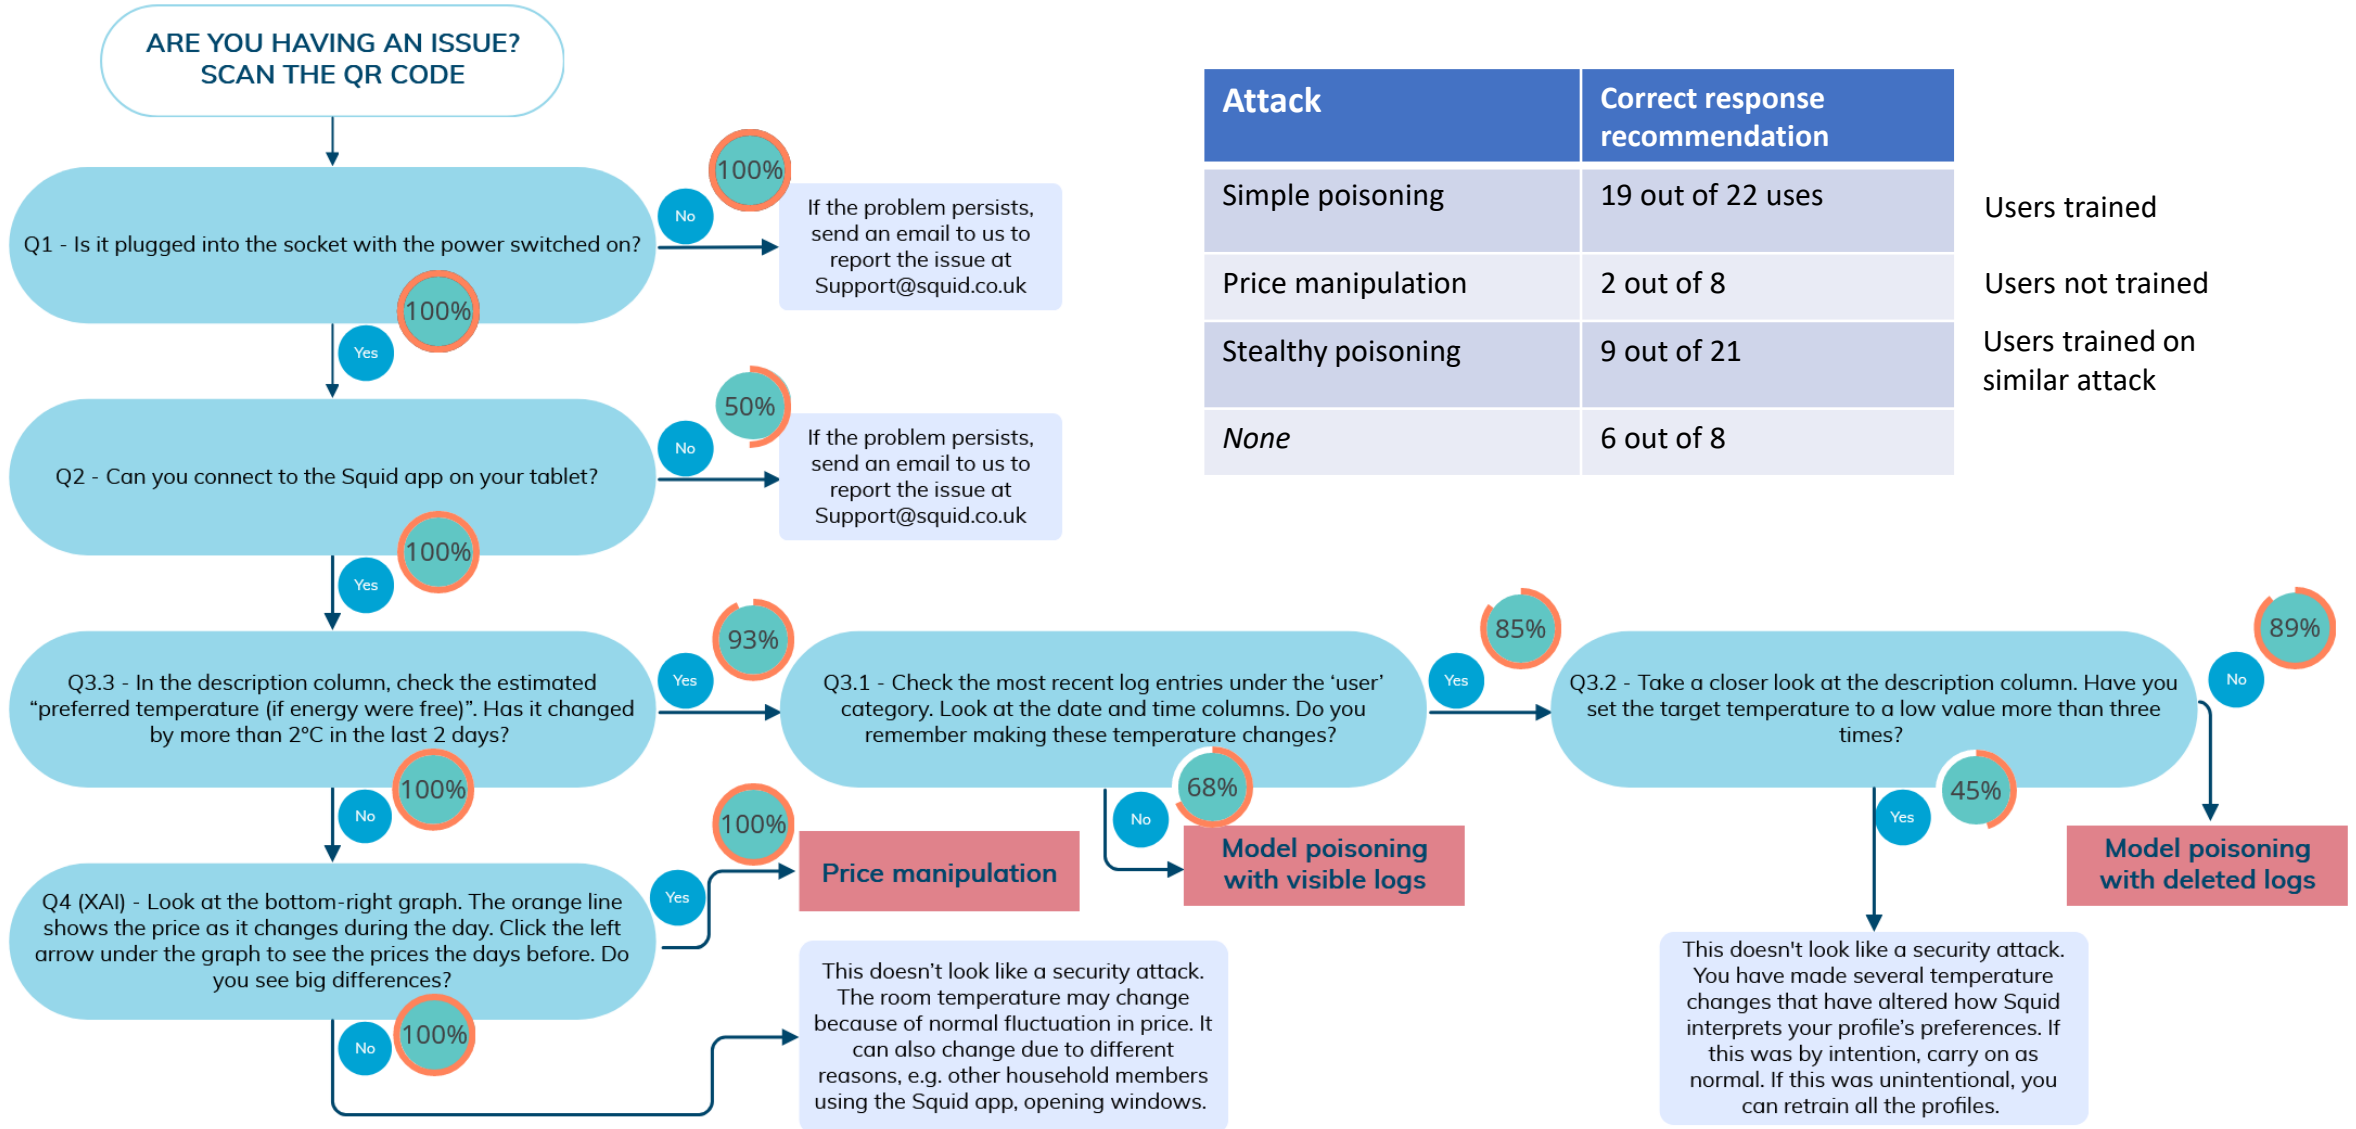 ARE YOU HAVING AN ISSUE?
SCAN THE QR CODE
Q1 - Is it plugged into the socket with the power switched on?
No
100%
If the problem persists,
send an email to us to
report the issue at
Support@squid.co.uk
100%
Yes
Q2 - Can you connect to the Squid app on your tablet?
No
50%
If the problem persists,
send an email to us to
report the issue at
Support@squid.co.uk
100%
Yes
Q3.3 - In the description column, check the estimated
“preferred temperature (if energy were free)”. Has it changed
by more than 2°C in the last 2 days?
Yes
93%
Q3.1 - Check the most recent log entries under the ‘user’
category. Look at the date and time columns. Do you
remember making these temperature changes?
Yes
85%
Q3.2 - Take a closer look at the description column. Have you
set the target temperature to a low value more than three
times?
No
89%
100%
No
100%
Price manipulation
68%
No
Model poisoning
with visible logs
45%
Yes
Model poisoning
with deleted logs
Q4 (XAI) - Look at the bottom-right graph. The orange line
shows the price as it changes during the day. Click the left
arrow under the graph to see the prices the days before. Do
you see big differences?
Yes
100%
No
This doesn’t look like a security attack.
The room temperature may change
because of normal fluctuation in price. It
can also change due to different
reasons, e.g. other household members
using the Squid app, opening windows.
This doesn't look like a security attack.
You have made several temperature
changes that have altered how Squid
interprets your profile’s preferences. If
this was by intention, carry on as
normal. If this was unintentional, you
can retrain all the profiles.
Attack
Correct response
recommendation
Simple poisoning
19 out of 22 uses
Users trained
Price manipulation
2 out of 8
Users not trained
Stealthy poisoning
9 out of 21
Users trained on
similar attack
None
6 out of 8